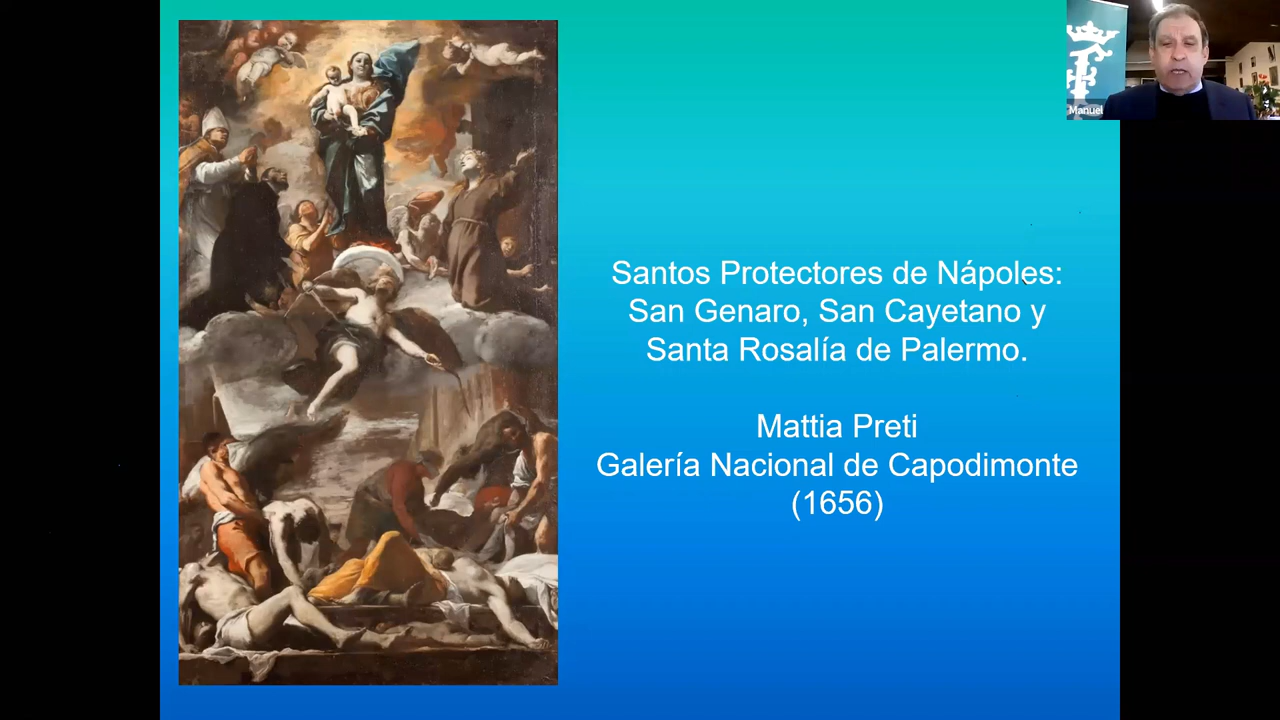 Manuel
Santos Protectores de Nápoles:
San Genaro, San Cayetano y
Santa Rosalía de Palermo.
Mattia Preti
Galería Nacional de Capodimonte
(1656)